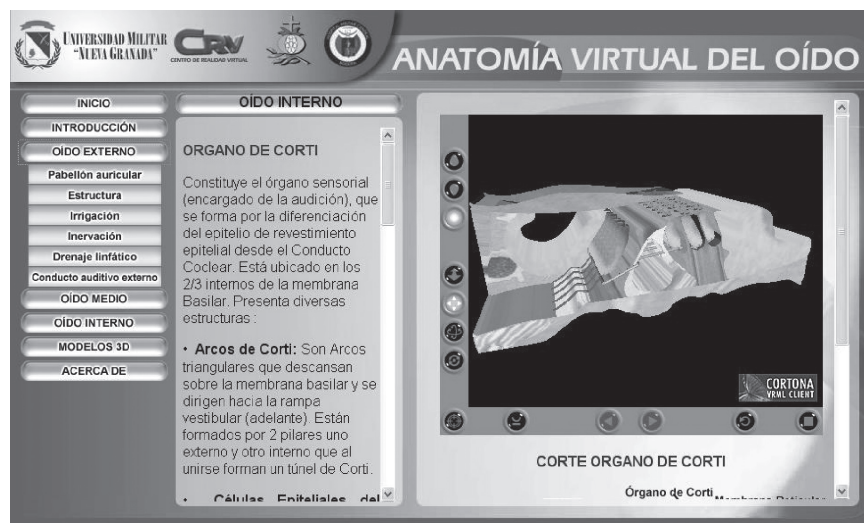 UNIVERSIDAD MILITAR
"NUEVA GRANADA"
CRV
CENTRO DE REALIDAD VIRTUAL
ANATOMÍA VIRTUAL DEL OÍDO
INICIO
INTRODUCCIÓN
OÍDO EXTERNO
Pabellón auricular
Estructura
Irrigación
Inervación
Drenaje linfático
Conducto auditivo externo
OÍDO MEDIO
OÍDO INTERNO
MODELOS 3D
ACERCA DE
OÍDO INTERNO
ORGANO DE CORTI
Constituye el órgano sensorial
(encargado de la audición), que
se forma por la diferenciación
del epitelio de revestimiento
epitelial desde el Conducto
Coclear. Está ubicado en los
2/3 internos de la membrana
Basilar. Presenta diversas
estructuras :
• Arcos de Corti: Son Arcos
triangulares que descansan
sobre la membrana basilar y se
dirigen hacia la rampa
vestibular (adelante). Están
formados por 2 pilares uno
externo y otro interno que al
unirse forman un túnel de Corti.
• Células Epiteliales del
CORTONA
VRML CLIENT
CORTE ORGANO DE CORTI
Órgano de Corti